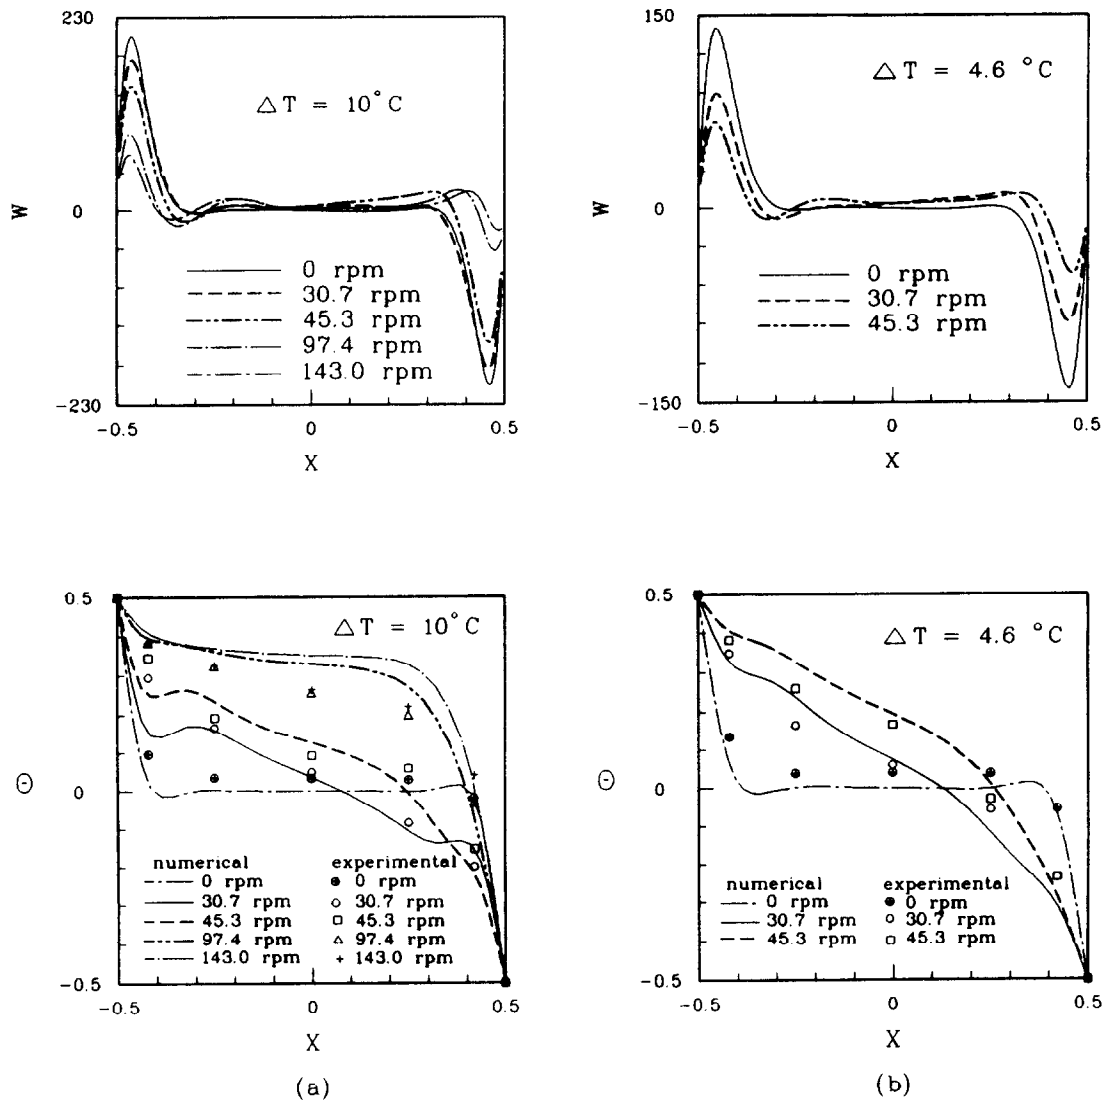 230
△T = 10°C
W
0
0 rpm
30.7 rpm
45.3 rpm
97.4 rpm
143.0 rpm
-230
-0.5
0
0.5
X
150
△T = 4.6 °C
W
0
0 rpm
30.7 rpm
45.3 rpm
-150
-0.5
0
0.5
X
0.5
△T = 10°C
Θ
0
numerical
experimental
0 rpm
0 rpm
30.7 rpm
30.7 rpm
45.3 rpm
45.3 rpm
97.4 rpm
97.4 rpm
143.0 rpm
143.0 rpm
-0.5
-0.5
0
0.5
X
(a)
0.5
△T = 4.6 °C
Θ
0
numerical
experimental
0 rpm
0 rpm
30.7 rpm
30.7 rpm
45.3 rpm
45.3 rpm
-0.5
-0.5
0
0.5
X
(b)